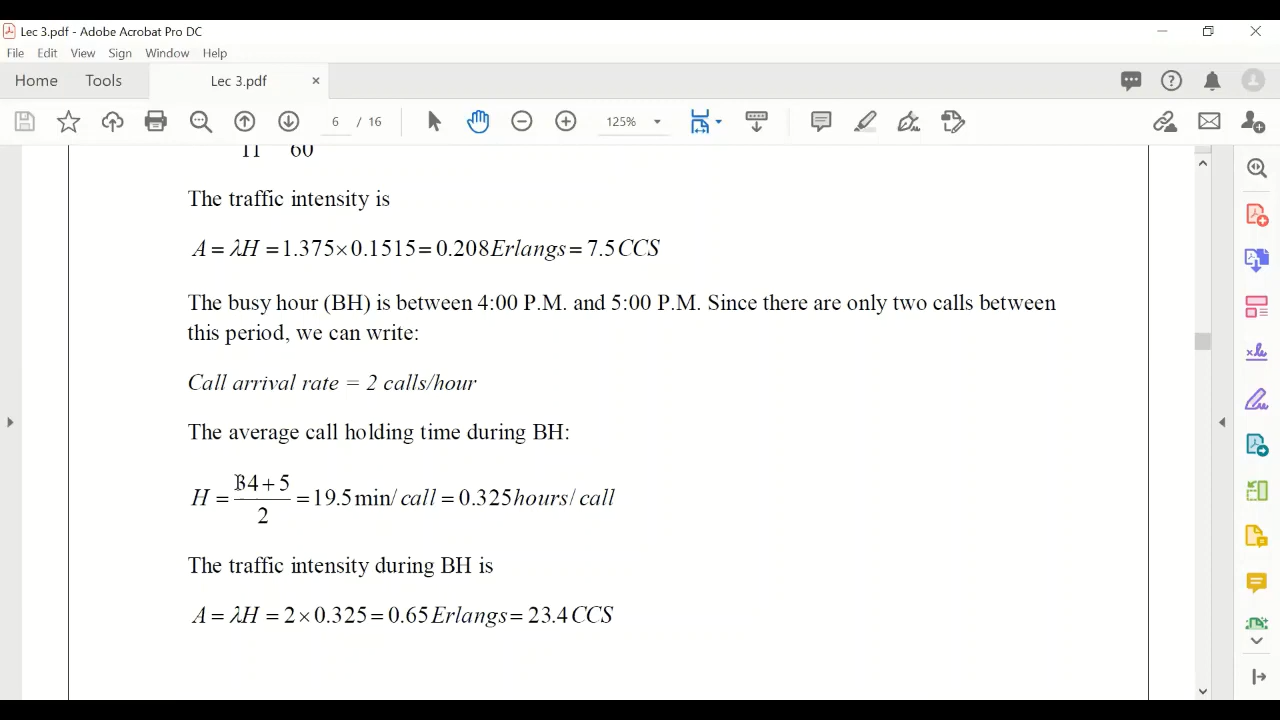 Lec 3.pdf - Adobe Acrobat Pro DC
File Edit View Sign Window Help
Home Tools Lec 3.pdf ×
6 / 16 125%
11 60
The traffic intensity is
A = λH = 1.375×0.1515 = 0.208 Erlangs = 7.5 CCS
The busy hour (BH) is between 4:00 P.M. and 5:00 P.M. Since there are only two calls between
this period, we can write:
Call arrival rate = 2 calls/hour
The average call holding time during BH:
H = 34 + 5 / 2 = 19.5 min/ call = 0.325 hours/ call
The traffic intensity during BH is
A = λH = 2 × 0.325 = 0.65 Erlangs = 23.4 CCS